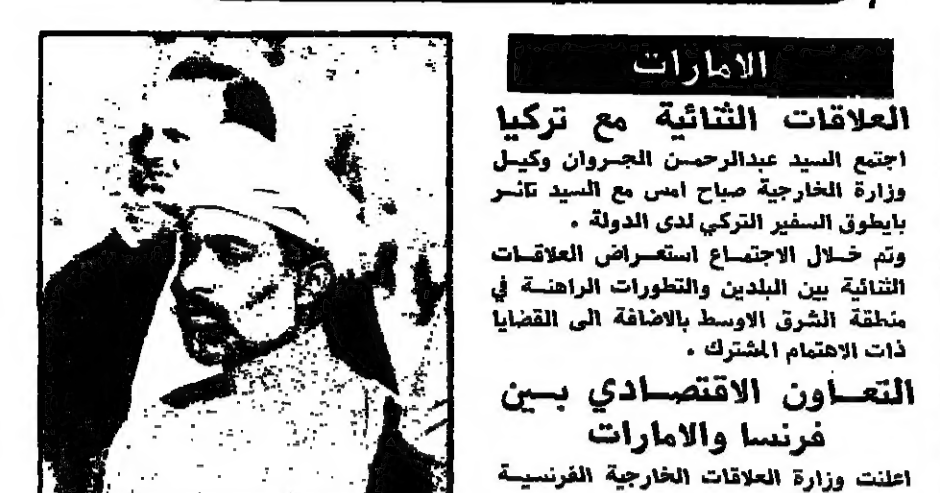 الامارات
العلاقات الثنائية مع تركيا
اجتمع السيد عبدالرحمن الجروان وكيل
وزارة الخارجية صباح امس مع السيد تانر
بايطوق السفير التركي لدى الدولة .
وتم خلال الاجتماع استعراض العلاقات
الثنائية بين البلدين والتطورات الراهنة في
منطقة الشرق الاوسط بالاضافة الى القضايا
ذات الاهتمام المشترك .
التعاون الاقتصادي بين
فرنسا والامارات
اعلنت وزارة العلاقات الخارجية الفرنسية